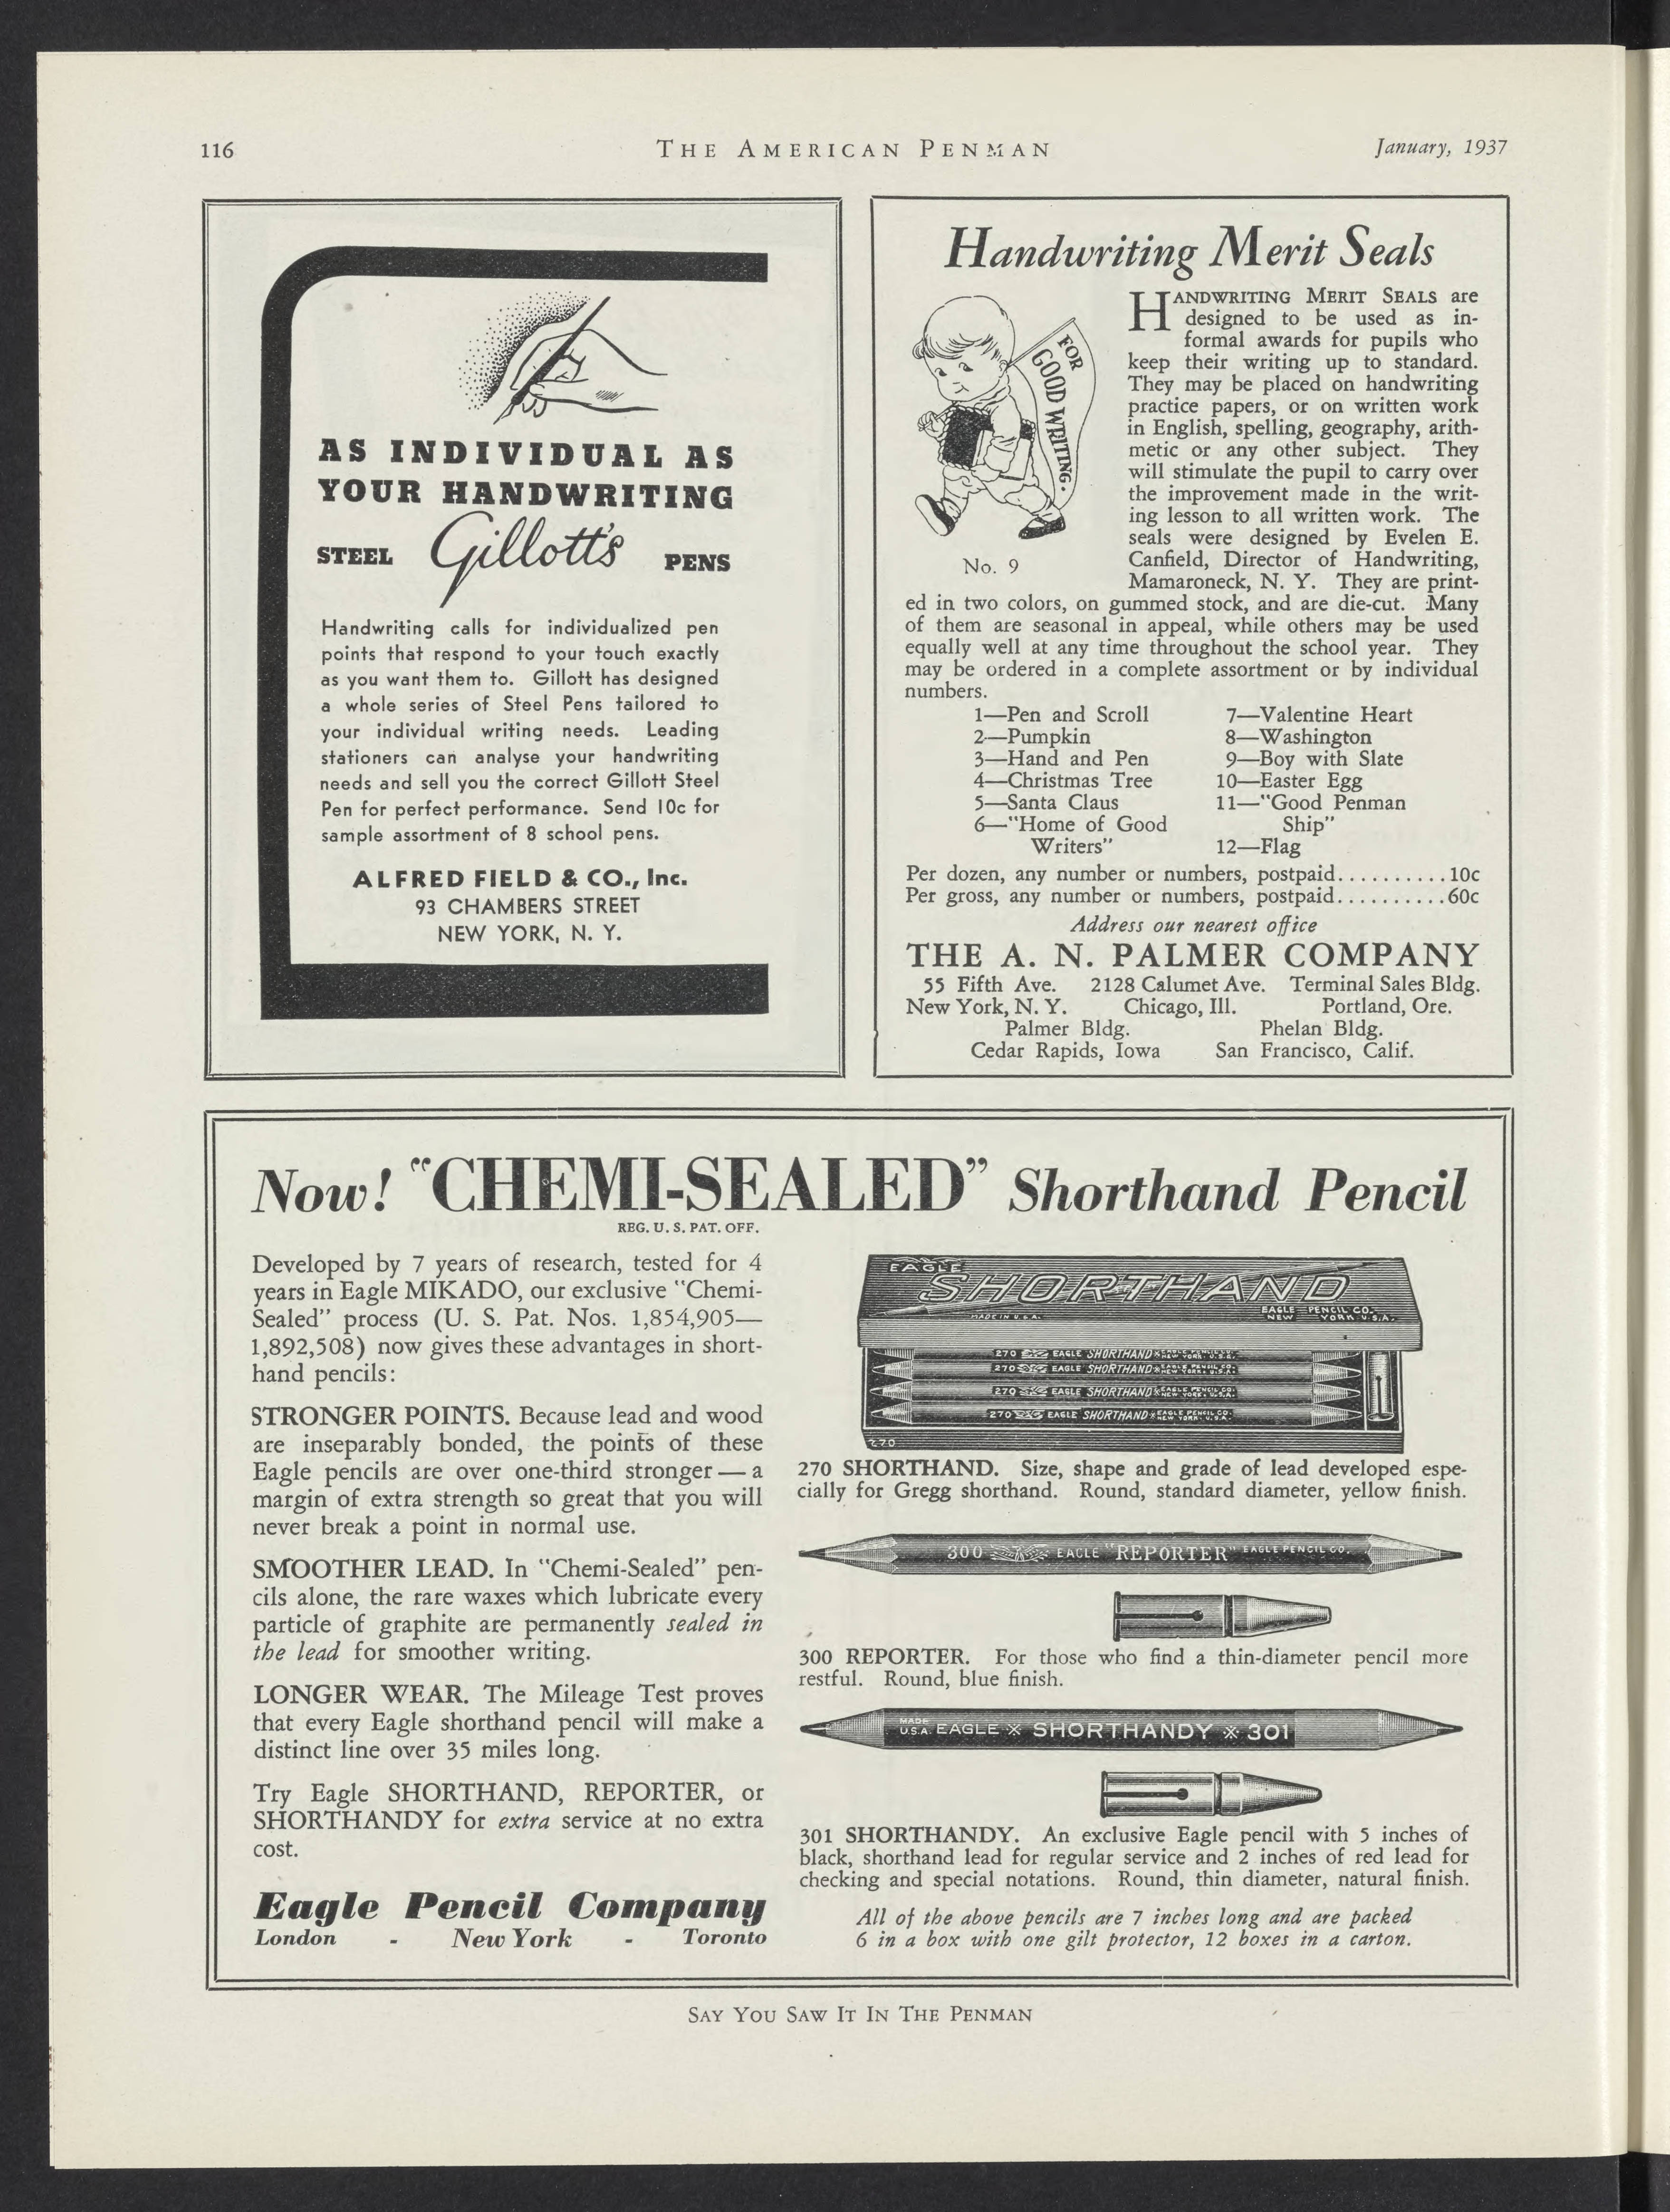 116
THE AMERICAN PENMAN
January, 1937
AS INDIVIDUAL AS
YOUR HANDWRITING
STEEL Gillott's PENS
Handwriting calls for individualized pen
points that respond to your touch exactly
as you want them to. Gillott has designed
a whole series of Steel Pens tailored to
your individual writing needs. Leading
stationers can analyse your handwriting
needs and sell you the correct Gillott Steel
Pen for perfect performance. Send 10c for
sample assortment of 8 school pens.
ALFRED FIELD & CO., Inc.
93 CHAMBERS STREET
NEW YORK, N. Y.
Handwriting Merit Seals
FOR
GOOD WRITING.
No. 9
HANDWRITING MERIT SEALS are
designed to be used as in-
formal awards for pupils who
keep their writing up to standard.
They may be placed on handwriting
practice papers, or on written work
in English, spelling, geography, arith-
metic or any other subject. They
will stimulate the pupil to carry over
the improvement made in the writ-
ing lesson to all written work. The
seals were designed by Evelen E.
Canfield, Director of Handwriting,
Mamaroneck, N. Y. They are print-
ed in two colors, on gummed stock, and are die-cut. Many
of them are seasonal in appeal, while others may be used
equally well at any time throughout the school year. They
may be ordered in a complete assortment or by individual
numbers.
1—Pen and Scroll
2—Pumpkin
3—Hand and Pen
4—Christmas Tree
5—Santa Claus
6—"Home of Good
Writers"
7—Valentine Heart
8—Washington
9—Boy with Slate
10—Easter Egg
11—"Good Penman
Ship"
12—Flag
Per dozen, any number or numbers, postpaid..........10c
Per gross, any number or numbers, postpaid..........60c
Address our nearest office
THE A. N. PALMER COMPANY
55 Fifth Ave. 2128 Calumet Ave. Terminal Sales Bldg.
New York, N. Y. Chicago, Ill. Portland, Ore.
Palmer Bldg. Phelan Bldg.
Cedar Rapids, Iowa San Francisco, Calif.
Now! "CHEMI-SEALED" Shorthand Pencil
REG. U. S. PAT. OFF.
Developed by 7 years of research, tested for 4
years in Eagle MIKADO, our exclusive "Chemi-
Sealed" process (U. S. Pat. Nos. 1,854,905—
1,892,508) now gives these advantages in short-
hand pencils:
STRONGER POINTS. Because lead and wood
are inseparably bonded, the points of these
Eagle pencils are over one-third stronger — a
margin of extra strength so great that you will
never break a point in normal use.
SMOOTHER LEAD. In "Chemi-Sealed" pen-
cils alone, the rare waxes which lubricate every
particle of graphite are permanently sealed in
the lead for smoother writing.
LONGER WEAR. The Mileage Test proves
that every Eagle shorthand pencil will make a
distinct line over 35 miles long.
Try Eagle SHORTHAND, REPORTER, or
SHORTHANDY for extra service at no extra
cost.
Eagle Pencil Company
London - New York - Toronto
EAGLE
SHORTHAND
MADE IN U.S.A.
EAGLE PENCIL CO.
NEW YORK U.S.A.
270 EAGLE SHORTHAND EAGLE PENCIL CO. NEW YORK. U.S.A.
270 EAGLE SHORTHAND EAGLE PENCIL CO. NEW YORK. U.S.A.
270 EAGLE SHORTHAND EAGLE PENCIL CO. NEW YORK. U.S.A.
270 EAGLE SHORTHAND EAGLE PENCIL CO. NEW YORK. U.S.A.
270
270 SHORTHAND. Size, shape and grade of lead developed espe-
cially for Gregg shorthand. Round, standard diameter, yellow finish.
300 EAGLE "REPORTER" EAGLE PENCIL CO.
300 REPORTER. For those who find a thin-diameter pencil more
restful. Round, blue finish.
MADE
U.S.A. EAGLE SHORTHANDY 301
301 SHORTHANDY. An exclusive Eagle pencil with 5 inches of
black, shorthand lead for regular service and 2 inches of red lead for
checking and special notations. Round, thin diameter, natural finish.
All of the above pencils are 7 inches long and are packed
6 in a box with one gilt protector, 12 boxes in a carton.
SAY YOU SAW IT IN THE PENMAN